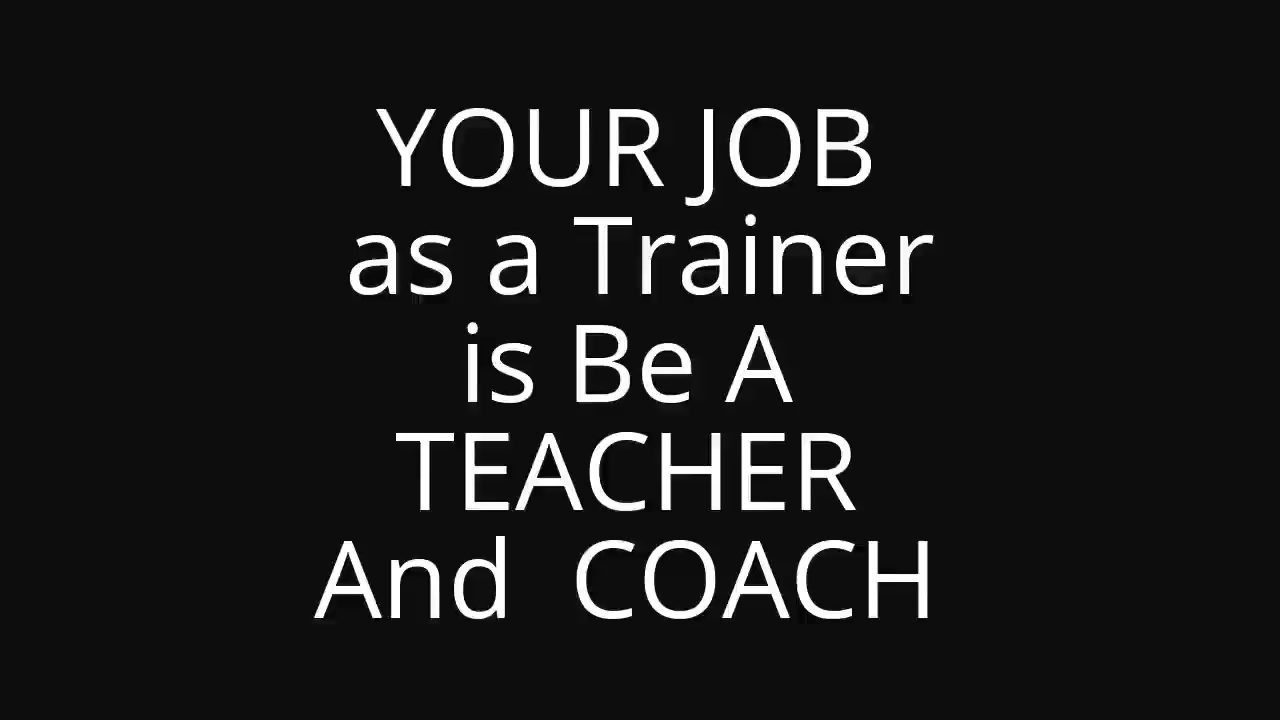 YOUR JOB
as a Trainer
is Be A
TEACHER
And  COACH